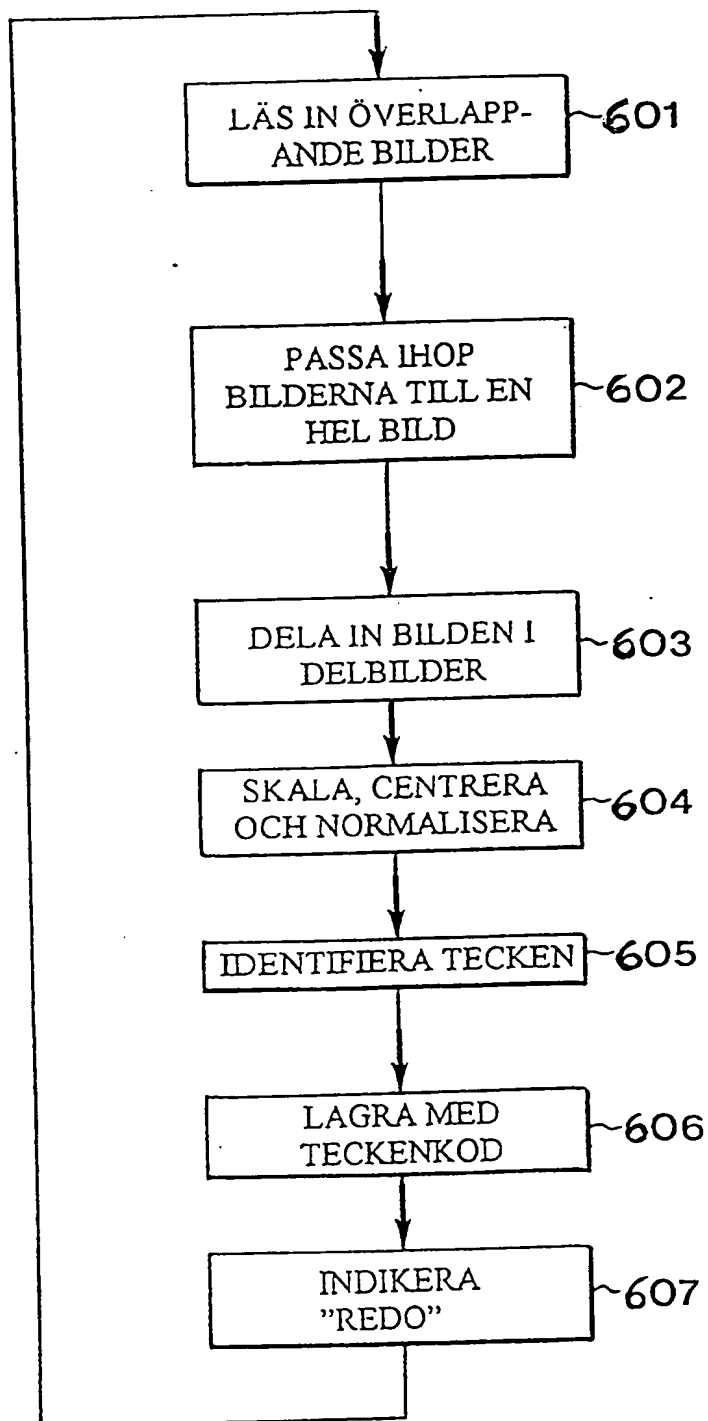 LÄS IN ÖVERLAPP-
ANDE BILDER
601
PASSA IHOP
BILDERNA TILL EN
HEL BILD
602
DELA IN BILDEN I
DELBILDER
603
SKALA, CENTRERA
OCH NORMALISERA
604
IDENTIFIERA TECKEN
605
LAGRA MED
TECKENKOD
606
INDIKERA
”REDO”
607